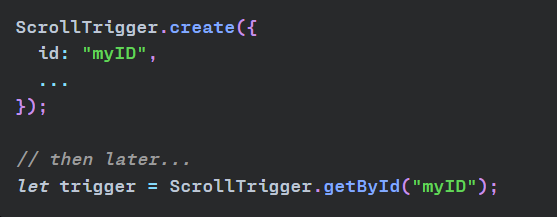 ScrollTrigger.create({
  id: "myID",
  ...
});

// then later...
let trigger = ScrollTrigger.getById("myID");